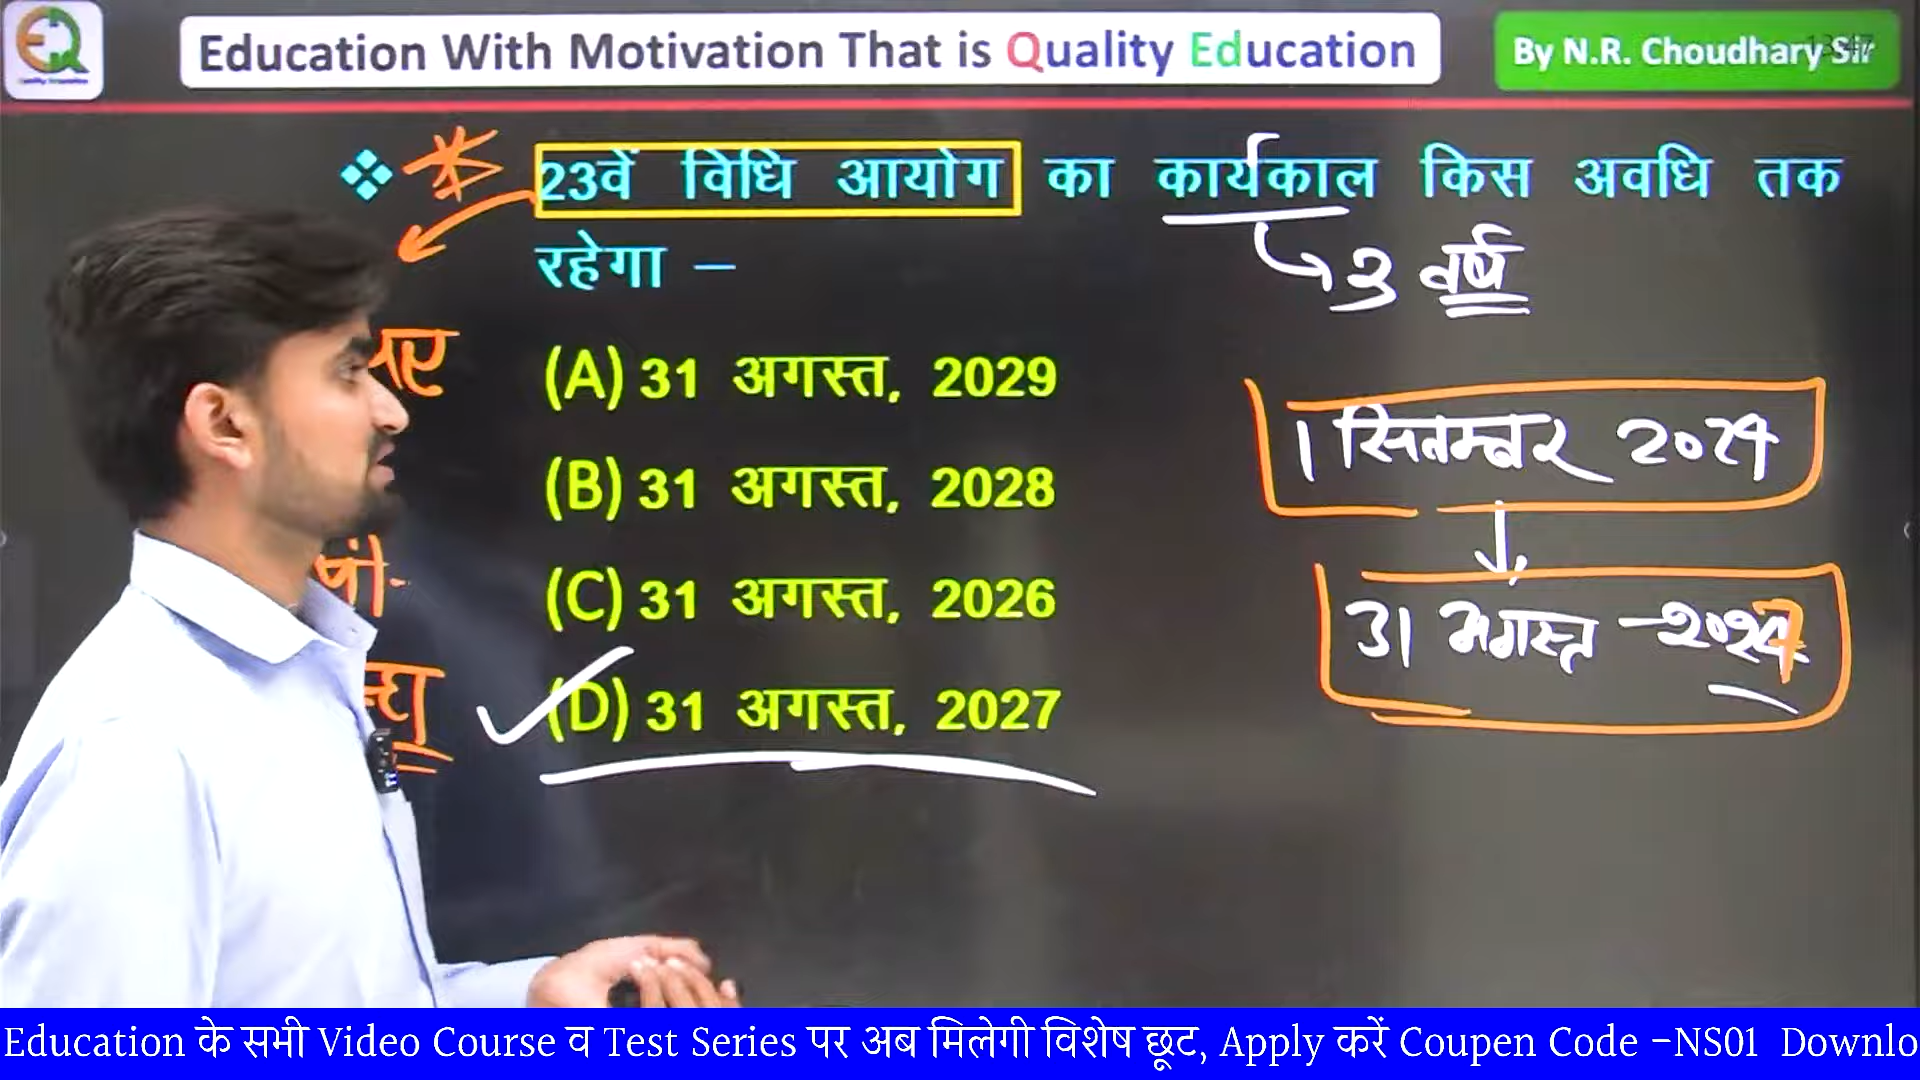 Education With Motivation That is Quality Education
By N.R. Choudhary Sir
23वें विधि आयोग का कार्यकाल किस अवधि तक
रहेगा –
3 वर्ष
(A) 31 अगस्त, 2029
(B) 31 अगस्त, 2028
(C) 31 अगस्त, 2026
(D) 31 अगस्त, 2027
1 सितम्बर 2024
31 अगस्त –
Education के सभी Video Course व Test Series पर अब मिलेगी विशेष छूट, Apply करें Coupen Code –NS01 Downlo